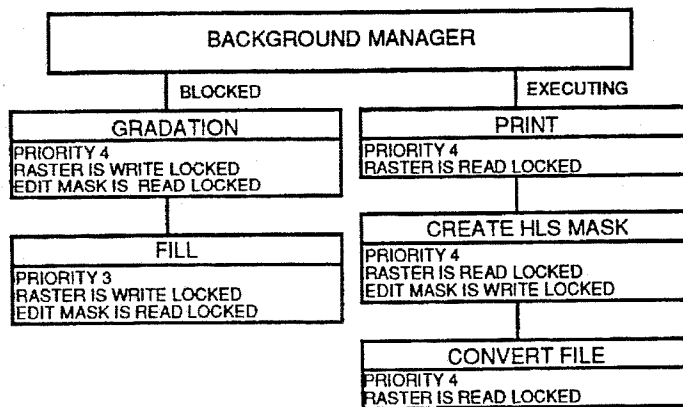 BACKGROUND MANAGER
BLOCKED
EXECUTING
GRADATION
PRIORITY 4
RASTER IS WRITE LOCKED
EDIT MASK IS READ LOCKED
FILL
PRIORITY 3
RASTER IS WRITE LOCKED
EDIT MASK IS READ LOCKED
PRINT
PRIORITY 4
RASTER IS READ LOCKED
CREATE HLS MASK
PRIORITY 4
RASTER IS READ LOCKED
EDIT MASK IS WRITE LOCKED
CONVERT FILE
PRIORITY 4
RASTER IS READ LOCKED